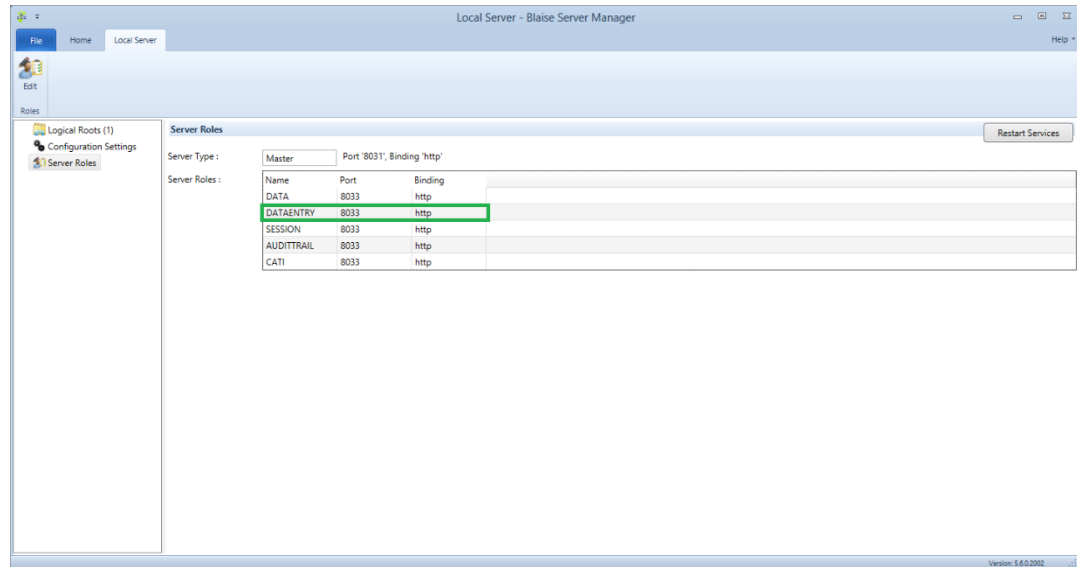 Local Server - Blaise Server Manager
File Home Local Server Help
Edit
Roles
Logical Roots (1)
Configuration Settings
Server Roles
Server Roles
Restart Services
Server Type : Master Port '8031', Binding 'http'
Server Roles : Name Port Binding
DATA 8033 http
DATAENTRY 8033 http
SESSION 8033 http
AUDITTRAIL 8033 http
CATI 8033 http
Version: 5.6.0.2002